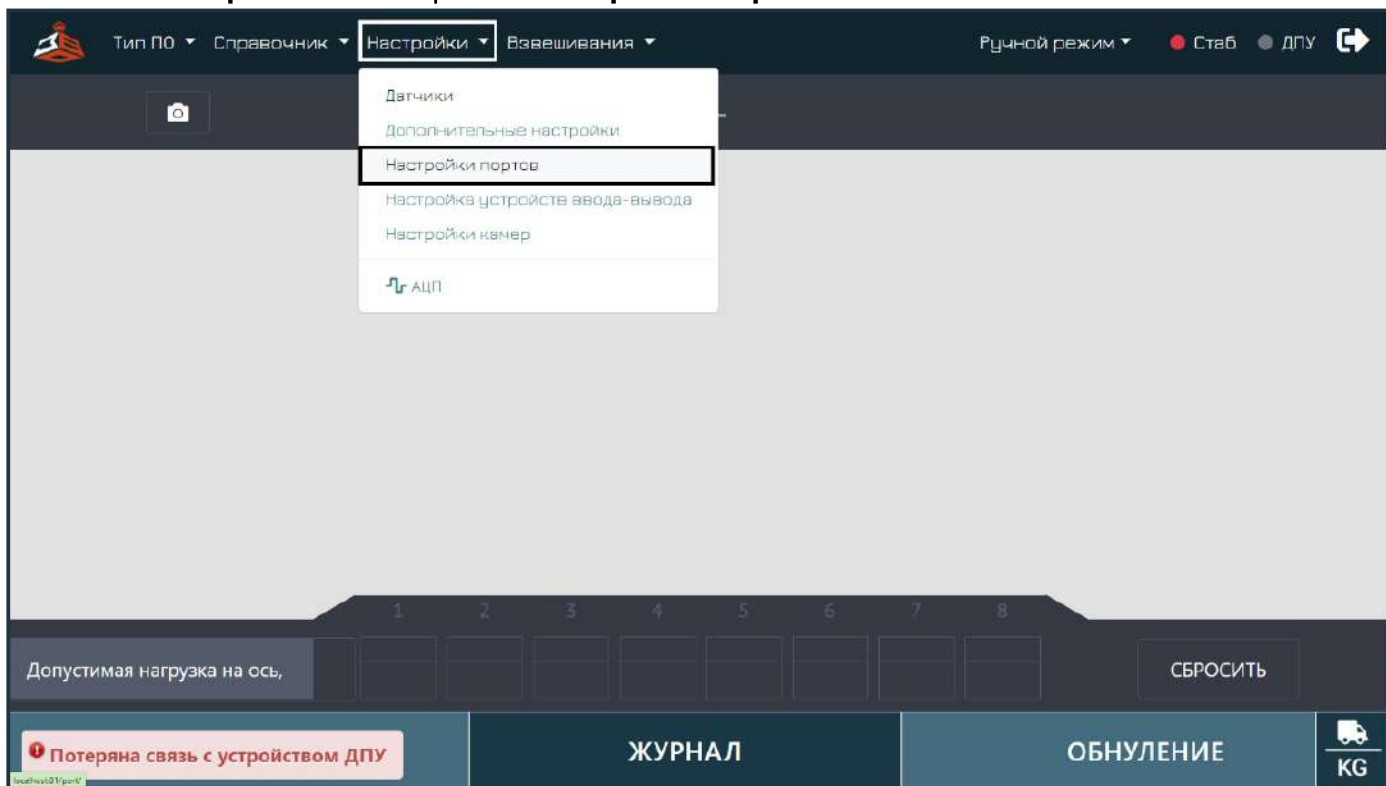 Тип ПО Справочник Настройки Взвешивания Ручной режим Стаб ДПУ
Датчики
Дополнительные настройки
Настройки портов
Настройка устройств ввода-вывода
Настройки камер
АЦП
1 2 3 4 5 6 7 8
Допустимая нагрузка на ось,
СБРОСИТЬ
Потеряна связь с устройством ДПУ
ЖУРНАЛ
ОБНУЛЕНИЕ
KG